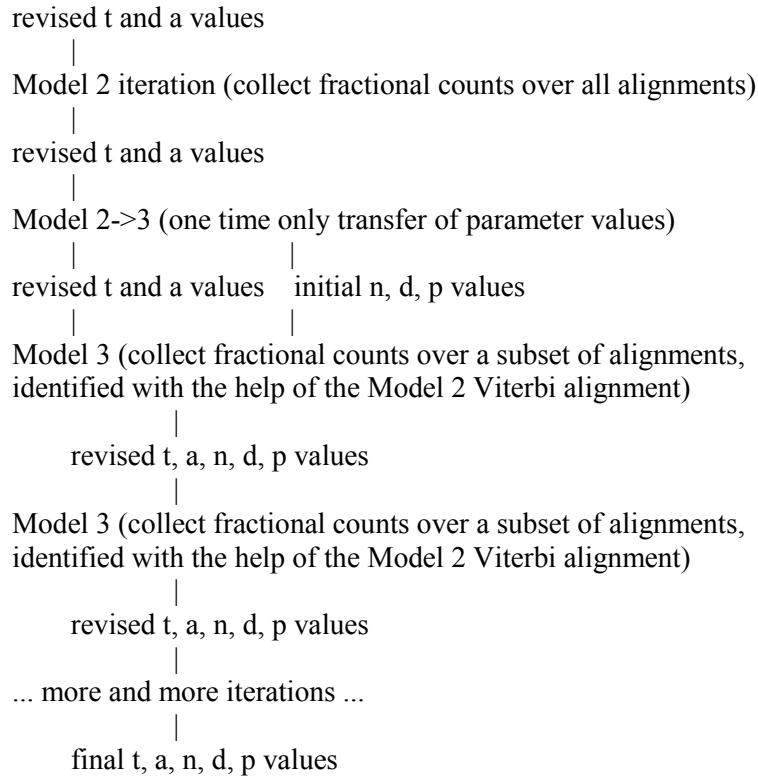 revised t and a values
|
Model 2 iteration (collect fractional counts over all alignments)
|
revised t and a values
|
Model 2->3 (one time only transfer of parameter values)
| |
revised t and a values initial n, d, p values
| |
Model 3 (collect fractional counts over a subset of alignments,
identified with the help of the Model 2 Viterbi alignment)
|
revised t, a, n, d, p values
|
Model 3 (collect fractional counts over a subset of alignments,
identified with the help of the Model 2 Viterbi alignment)
|
revised t, a, n, d, p values
|
... more and more iterations ...
|
final t, a, n, d, p values